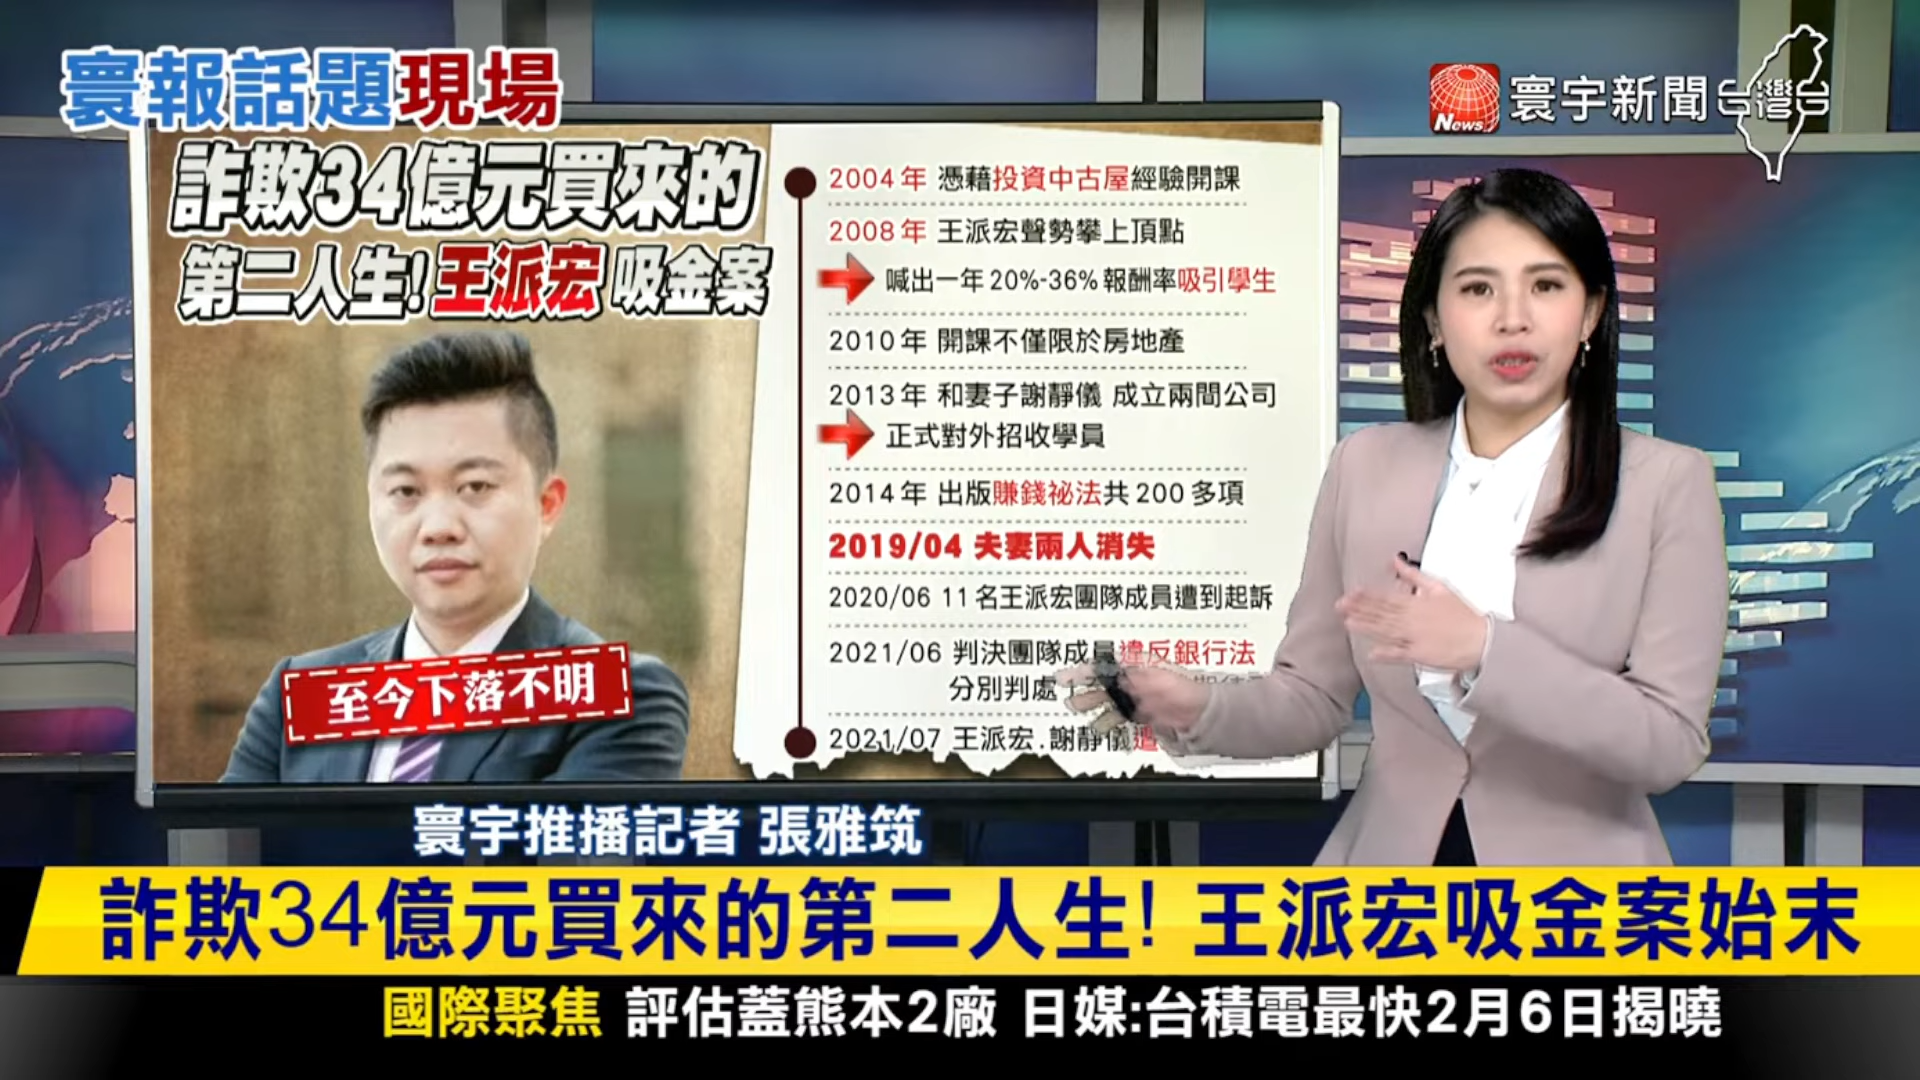 寰報話題現場
News
寰宇新聞台灣台
詐欺34億元買來的
第二人生!王派宏吸金案
至今下落不明
2004年 憑藉投資中古屋經驗開課
2008年 王派宏聲勢攀上頂點
喊出一年20%-36%報酬率吸引學生
2010年 開課不僅限於房地產
2013年 和妻子謝靜儀 成立兩間公司
正式對外招收學員
2014年 出版賺錢祕法共200多項
2019/04 夫妻兩人消失
2020/06 11名王派宏團隊成員遭到起訴
2021/06 判決團隊成員違反銀行法
分別判處
2021/07 王派宏.謝靜儀遭
寰宇推播記者 張雅筑
詐欺34億元買來的第二人生! 王派宏吸金案始末
國際聚焦 評估蓋熊本2廠 日媒:台積電最快2月6日揭曉